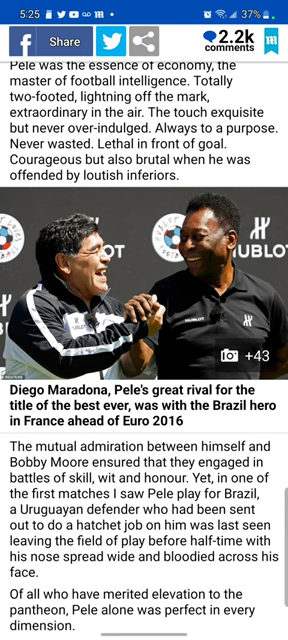 5:25
37%
Share
2.2k
comments
m
Pele was the essence of economy, the
master of football intelligence. Totally
two-footed, lightning off the mark,
extraordinary in the air. The touch exquisite
but never over-indulged. Always to a purpose.
Never wasted. Lethal in front of goal.
Courageous but also brutal when he was
offended by loutish inferiors.
HUBLOT
UBLOT
HUBLOT
+43
Diego Maradona, Pele's great rival for the
title of the best ever, was with the Brazil hero
in France ahead of Euro 2016
The mutual admiration between himself and
Bobby Moore ensured that they engaged in
battles of skill, wit and honour. Yet, in one of
the first matches I saw Pele play for Brazil,
a Uruguayan defender who had been sent
out to do a hatchet job on him was last seen
leaving the field of play before half-time with
his nose spread wide and bloodied across his
face.
Of all who have merited elevation to the
pantheon, Pele alone was perfect in every
dimension.